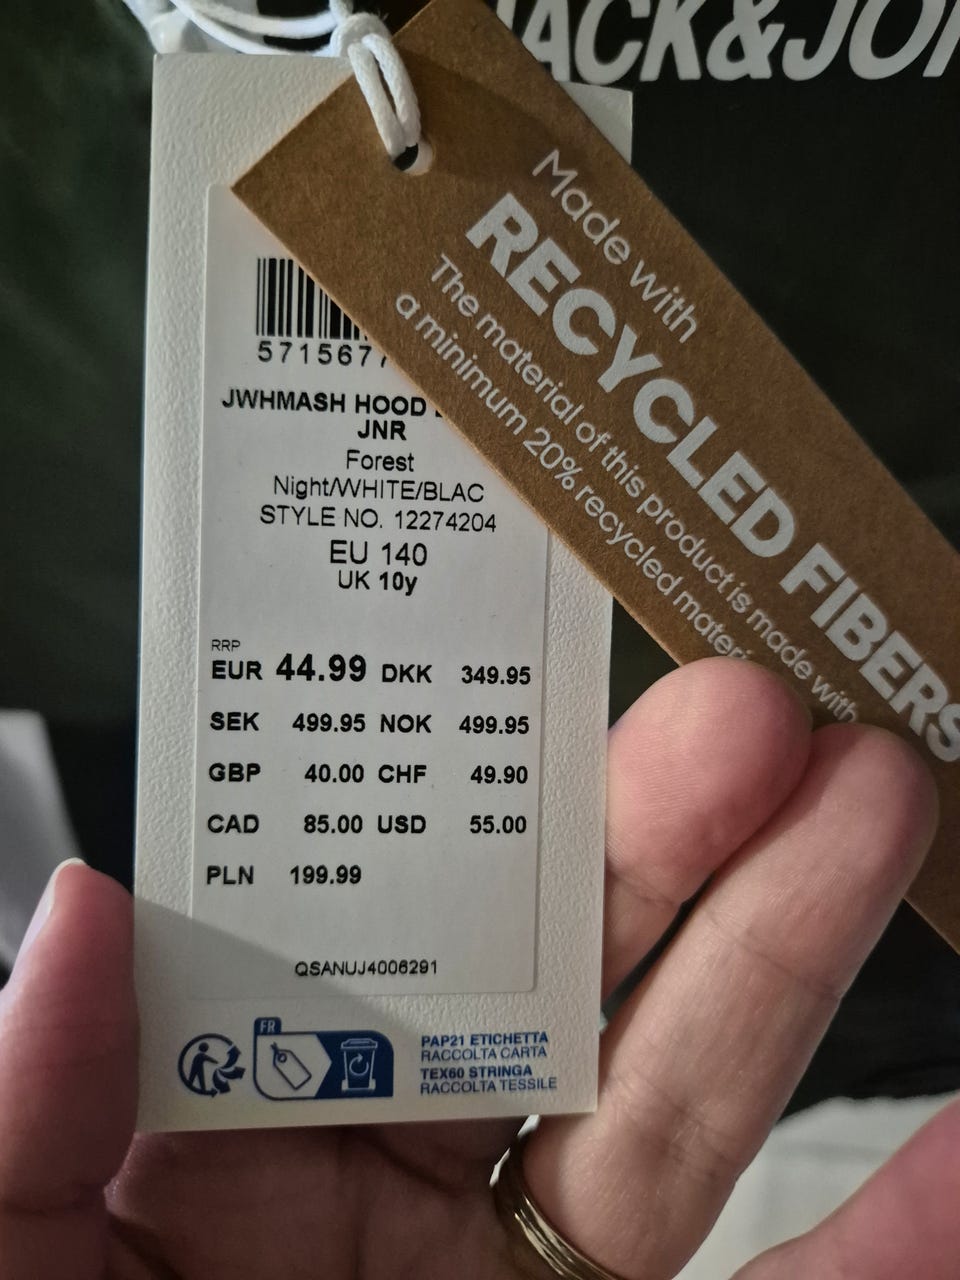 JACK&JON
Made with
RECYCLED FIBERS
The material of this product is made with
a minimum 20% recycled materi
571567
JWHMASH HOOD
JNR
Forest
Night/WHITE/BLAC
STYLE NO. 12274204
EU 140
UK 10y
RRP
EUR 44.99 DKK 349.95
SEK 499.95 NOK 499.95
GBP 40.00 CHF 49.90
CAD 85.00 USD 55.00
PLN 199.99
QSANUJ4006291
FR
PAP21 ETICHETTA
RACCOLTA CARTA
TEX60 STRINGA
RACCOLTA TESSILE